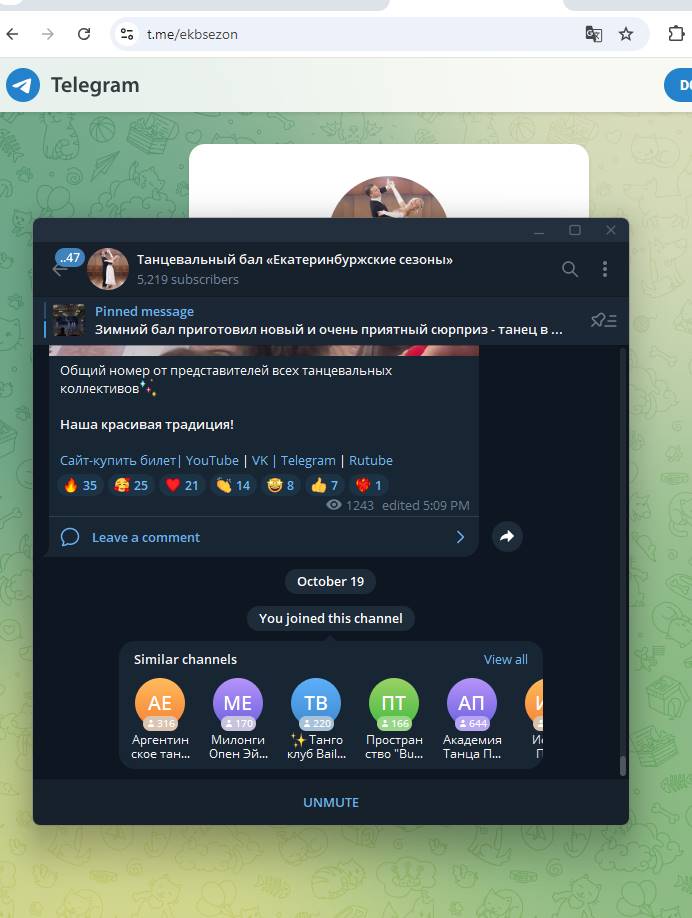 t.me/ekbsezon
Telegram
..47
Танцевальный бал «Екатеринбуржские сезоны»
5,219 subscribers
Pinned message
Зимний бал приготовил новый и очень приятный сюрприз - танец в ...
Общий номер от представителей всех танцевальных
коллективов
Наша красивая традиция!
Сайт-купить билет| YouTube | VK | Telegram | Rutube
35 25 21 14 8 7 1
1243 edited 5:09 PM
Leave a comment
October 19
You joined this channel
Similar channels View all
АЕ МЕ ТВ ПТ АП
316 170 220 166 644
Аргентин Милонги Танго Простран Академия
ское тан... Опен Эй... клуб Bail... ство "Bu... Танца П...
UNMUTE